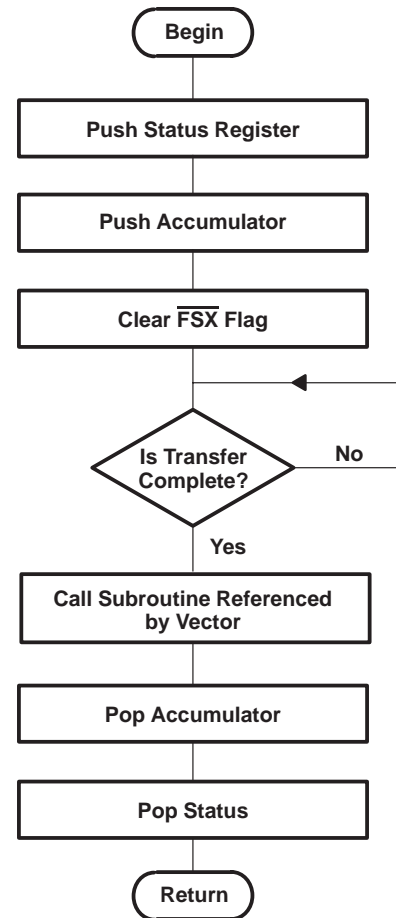 Begin
Push Status Register
Push Accumulator
Clear F̅S̅X̅ Flag
Is Transfer
Complete?
No
Yes
Call Subroutine Referenced
by Vector
Pop Accumulator
Pop Status
Return